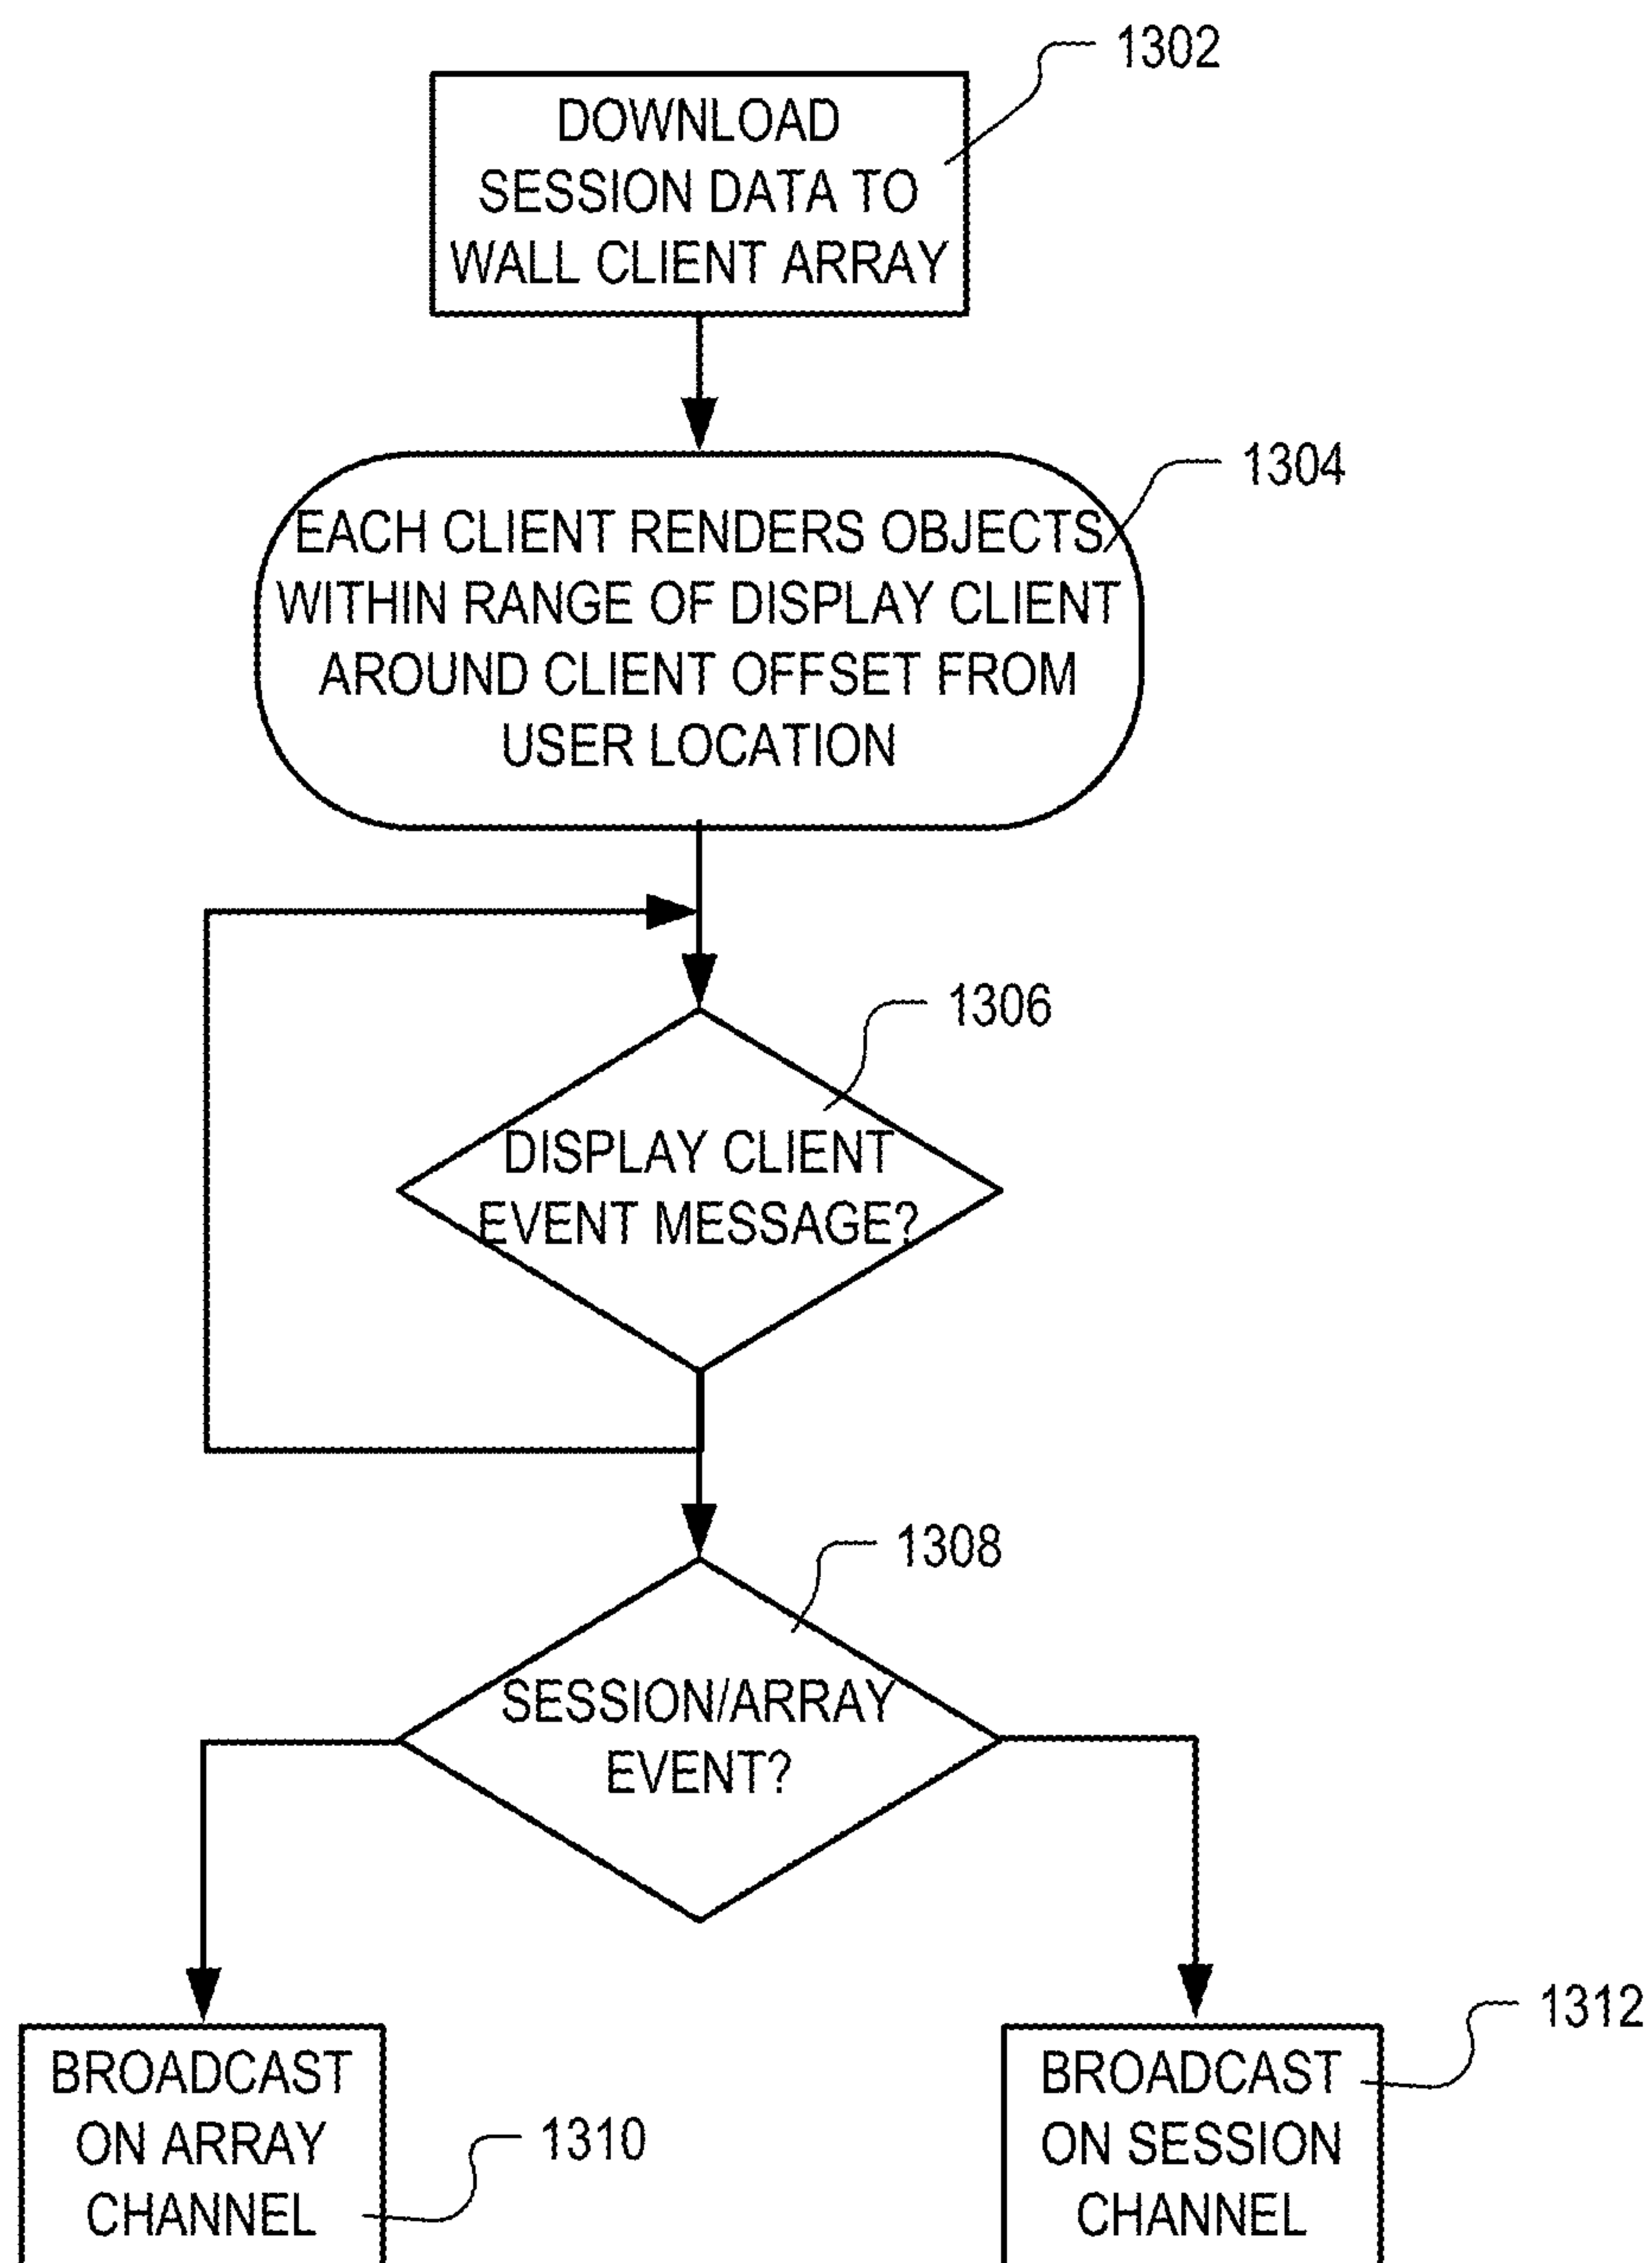 1302
DOWNLOAD
SESSION DATA TO
WALL CLIENT ARRAY
1304
EACH CLIENT RENDERS OBJECTS
WITHIN RANGE OF DISPLAY CLIENT
AROUND CLIENT OFFSET FROM
USER LOCATION
1306
DISPLAY CLIENT
EVENT MESSAGE?
1308
SESSION/ARRAY
EVENT?
BROADCAST
ON ARRAY
CHANNEL
1310
1312
BROADCAST
ON SESSION
CHANNEL